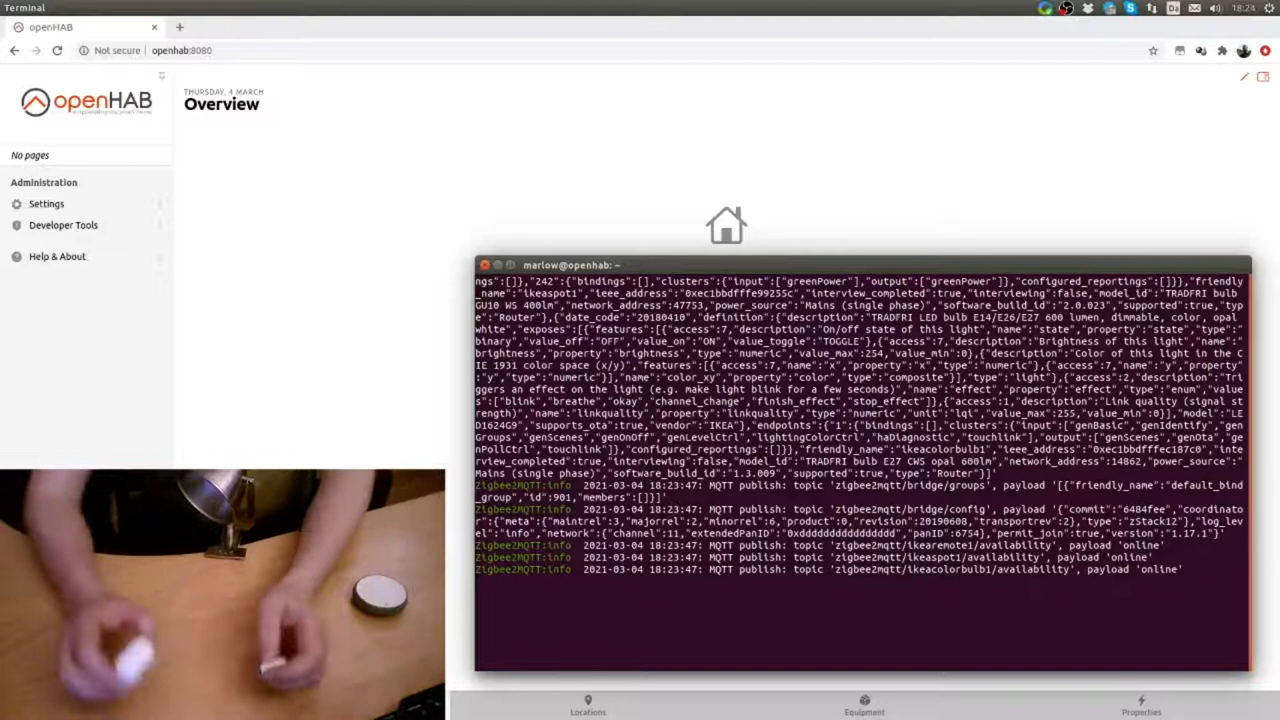 Terminal
Da
18:24
openHAB
Not secure
openhab:8080
openHAB
THURSDAY, 4 MARCH
Overview
No pages
Administration
Settings
Developer Tools
Help & About
marlow@openhab: ~
ngs":[]},"242":{"bindings":[],"clusters":{"input":["greenPower"],"output":["greenPower"]},"configured_reportings":[]}},"friendly
_name":"ikeaspot1","ieee_address":"0xec1bbdfffe99255c","interview_completed":true,"interviewing":false,"model_id":"TRADFRI bulb
GU10 WS 400lm","network_address":47753,"power_source":"Mains (single phase)","software_build_id":"2.0.023","supported":true,"typ
e":"Router"},{"date_code":"20180410","definition":{"description":"TRADFRI LED bulb E14/E26/E27 600 lumen, dimmable, color, opal
white","exposes":[{"features":[{"access":7,"description":"On/off state of this light","name":"state","property":"state","type":"
binary","value_off":"OFF","value_on":"ON","value_toggle":"TOGGLE"},{"access":7,"description":"Brightness of this light","name":"
brightness","property":"brightness","type":"numeric","value_max":254,"value_min":0},{"description":"Color of this light in the C
IE 1931 color space (x/y)","features":[{"access":7,"name":"x","property":"x","type":"numeric"},{"access":7,"name":"y","property"
:"y","type":"numeric"}],"name":"color_xy","property":"color","type":"composite"}],"type":"light"},{"access":2,"description":"Tri
ggers an effect on the light (e.g. make light blink for a few seconds)","name":"effect","property":"effect","type":"enum","value
s":["blink","breathe","okay","channel_change","finish_effect","stop_effect"]},{"access":1,"description":"Link quality (signal st
rength)","name":"linkquality","property":"linkquality","type":"numeric","unit":"lqi","value_max":255,"value_min":0}],"model":"LE
D1624G9","supports_ota":true,"vendor":"IKEA"},"endpoints":{"1":{"bindings":[],"clusters":{"input":["genBasic","genIdentify","gen
Groups","genScenes","genOnOff","genLevelCtrl","lightingColorCtrl","haDiagnostic","touchlink"],"output":["genScenes","genOta","ge
nPollCtrl","touchlink"]},"configured_reportings":[]}},"friendly_name":"ikeacolorbulb1","ieee_address":"0xec1bbdfffec187c0","inte
rview_completed":true,"interviewing":false,"model_id":"TRADFRI bulb E27 CWS opal 600lm","network_address":14862,"power_source":"
Mains (single phase)","software_build_id":"1.3.009","supported":true,"type":"Router"}]'
Zigbee2MQTT:info  2021-03-04 18:23:47: MQTT publish: topic 'zigbee2mqtt/bridge/groups', payload '[{"friendly_name":"default_bind
_group","id":901,"members":[]}]'
Zigbee2MQTT:info  2021-03-04 18:23:47: MQTT publish: topic 'zigbee2mqtt/bridge/config', payload '{"commit":"6484fee","coordinato
r":{"meta":{"maintrel":3,"majorrel":2,"minorrel":6,"product":0,"revision":20190608,"transportrev":2},"type":"zStack12"},"log_lev
el":"info","network":{"channel":11,"extendedPanID":"0xdddddddddddddddd","panID":6754},"permit_join":true,"version":"1.17.1"}'
Zigbee2MQTT:info  2021-03-04 18:23:47: MQTT publish: topic 'zigbee2mqtt/ikearemote1/availability', payload 'online'
Zigbee2MQTT:info  2021-03-04 18:23:47: MQTT publish: topic 'zigbee2mqtt/ikeaspot1/availability', payload 'online'
Zigbee2MQTT:info  2021-03-04 18:23:47: MQTT publish: topic 'zigbee2mqtt/ikeacolorbulb1/availability', payload 'online'
Locations
Equipment
Properties